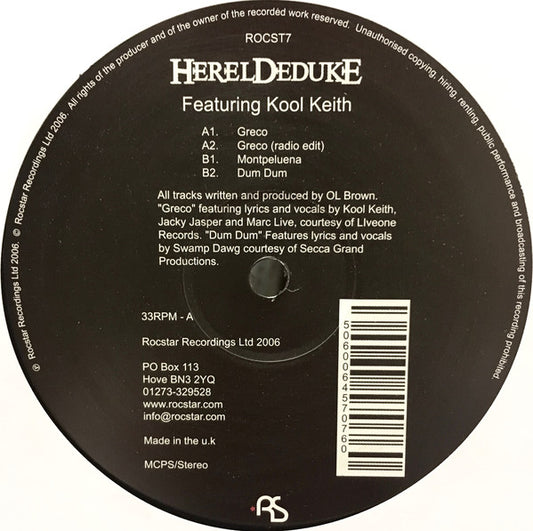 ℗ Rocstar Recordings Ltd 2006. © Rocstar Recordings Ltd 2006. All rights of the producer and of the owner of the recorded work reserved. Unauthorised copying, hiring, renting, public performance and broadcasting of this recording prohibited.
ROCST7
HERELDEDUKE
Featuring Kool Keith
A1. Greco
A2. Greco (radio edit)
B1. Montpeluena
B2. Dum Dum
All tracks written and produced by OL Brown.
"Greco" featuring lyrics and vocals by Kool Keith,
Jacky Jasper and Marc Live, courtesy of LIveone
Records. "Dum Dum" Features lyrics and vocals
by Swamp Dawg courtesy of Secca Grand
Productions.
33RPM - A
Rocstar Recordings Ltd 2006
PO Box 113
Hove BN3 2YQ
01273-329528
www.rocstar.com
info@rocstar.com
Made in the u.k
MCPS/Stereo
5060064570760
RS